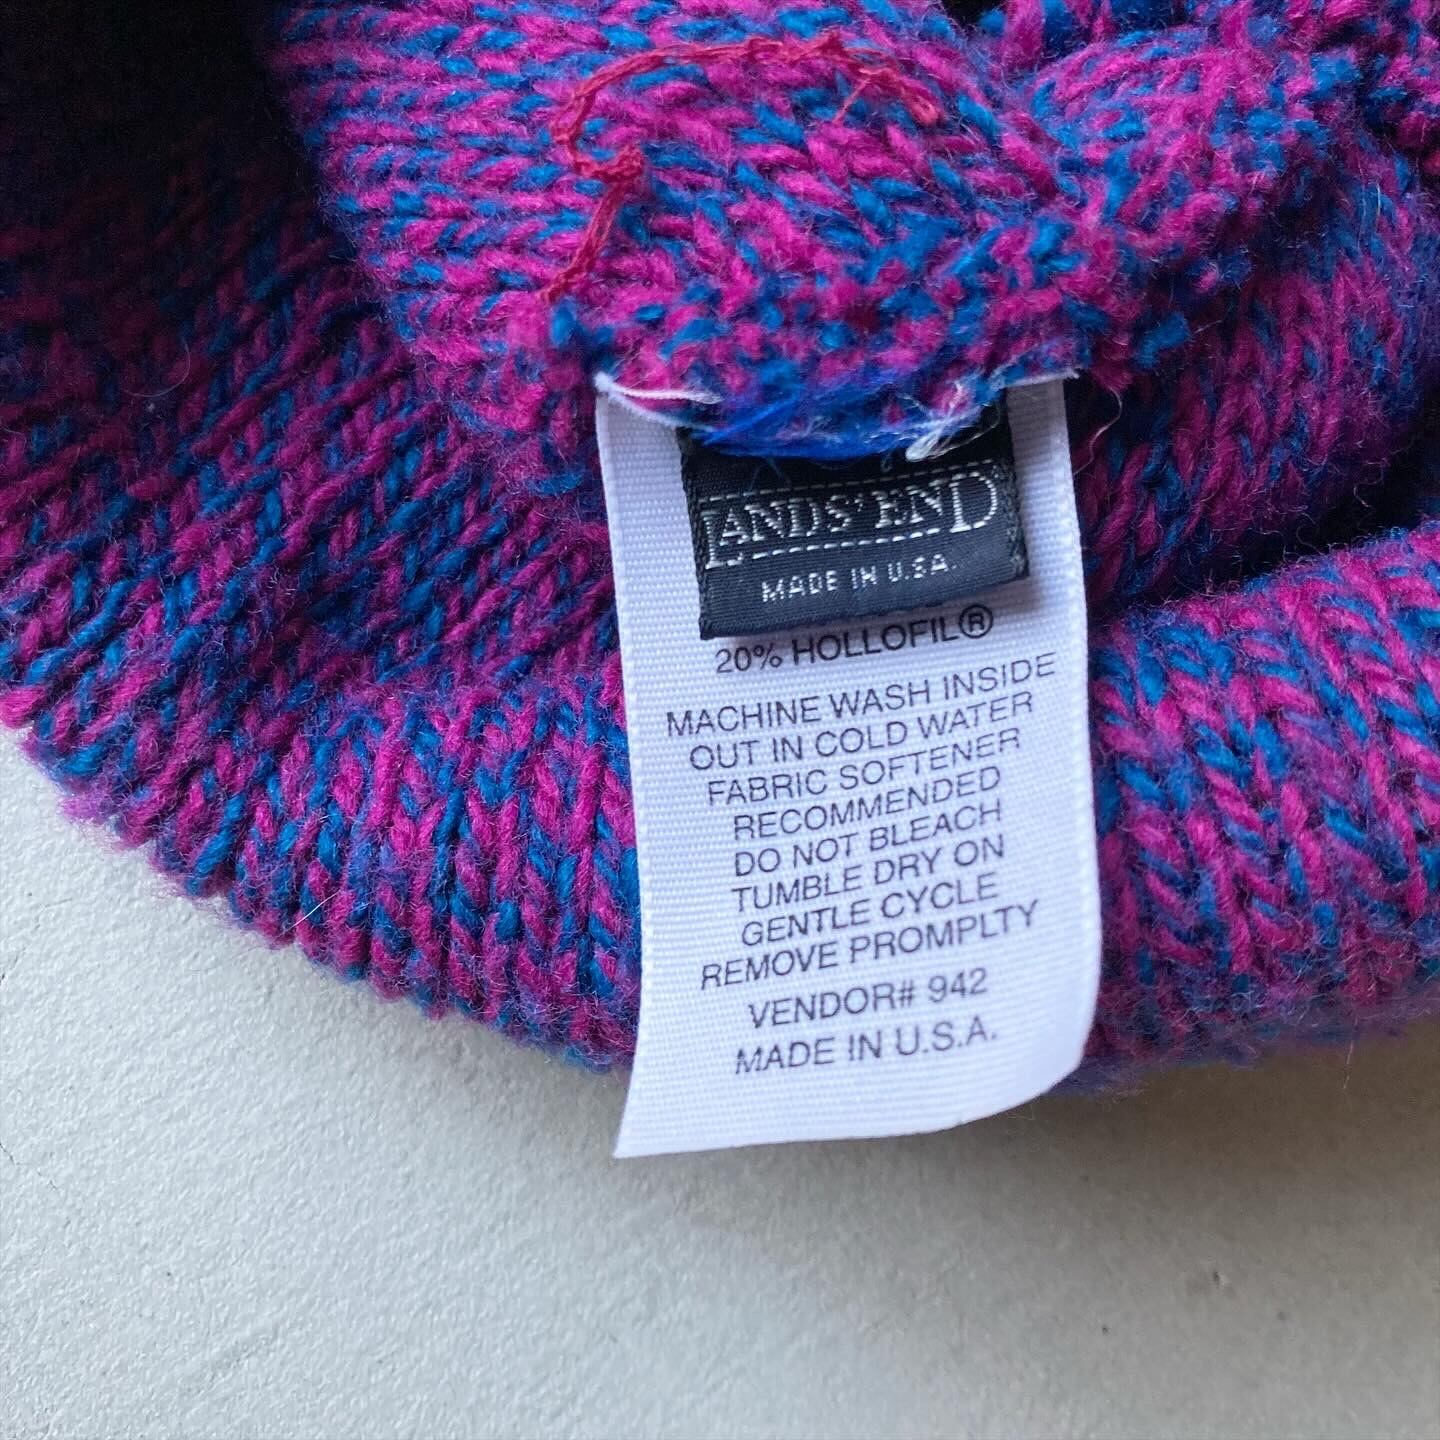 LANDS' END
MADE IN U.S.A.
20% HOLLOFIL®
MACHINE WASH INSIDE
OUT IN COLD WATER
FABRIC SOFTENER
RECOMMENDED
DO NOT BLEACH
TUMBLE DRY ON
GENTLE CYCLE
REMOVE PROMPLTY
VENDOR# 942
MADE IN U.S.A.